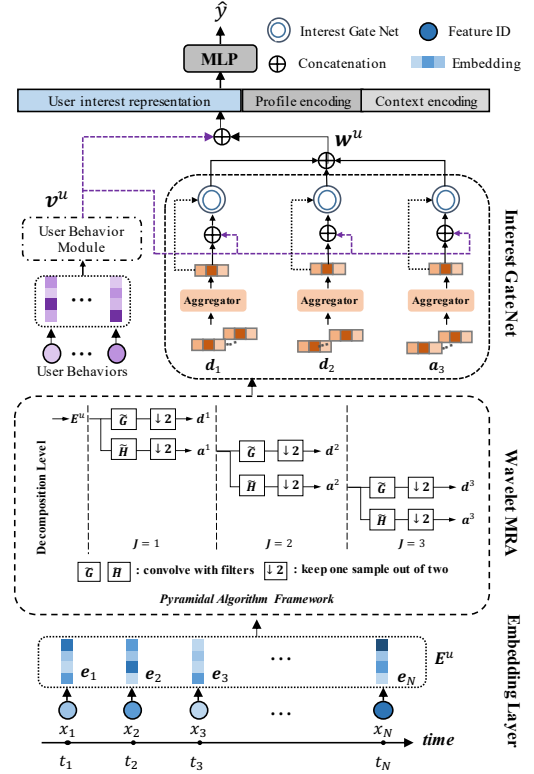 ŷ
MLP
Interest Gate Net
Feature ID
Concatenation
Embedding
User interest representation
Profile encoding
Context encoding
w^u
v^u
User Behavior
Module
...
User Behaviors
Aggregator
Aggregator
Aggregator
d_1
d_2
a_3
Interest Gate Net
Decomposition Level
E^u
G̃
↓ 2
d^1
H̃
↓ 2
a^1
G̃
↓ 2
d^2
H̃
↓ 2
a^2
G̃
↓ 2
d^3
H̃
↓ 2
a^3
J = 1
J = 2
J = 3
G̃ H̃ : convolve with filters ↓ 2 : keep one sample out of two
Pyramidal Algorithm Framework
Wavelet MRA
e_1 e_2 e_3 ... e_N
E^u
x_1 x_2 x_3 ... x_N
time
t_1 t_2 t_3 t_N
Embedding Layer